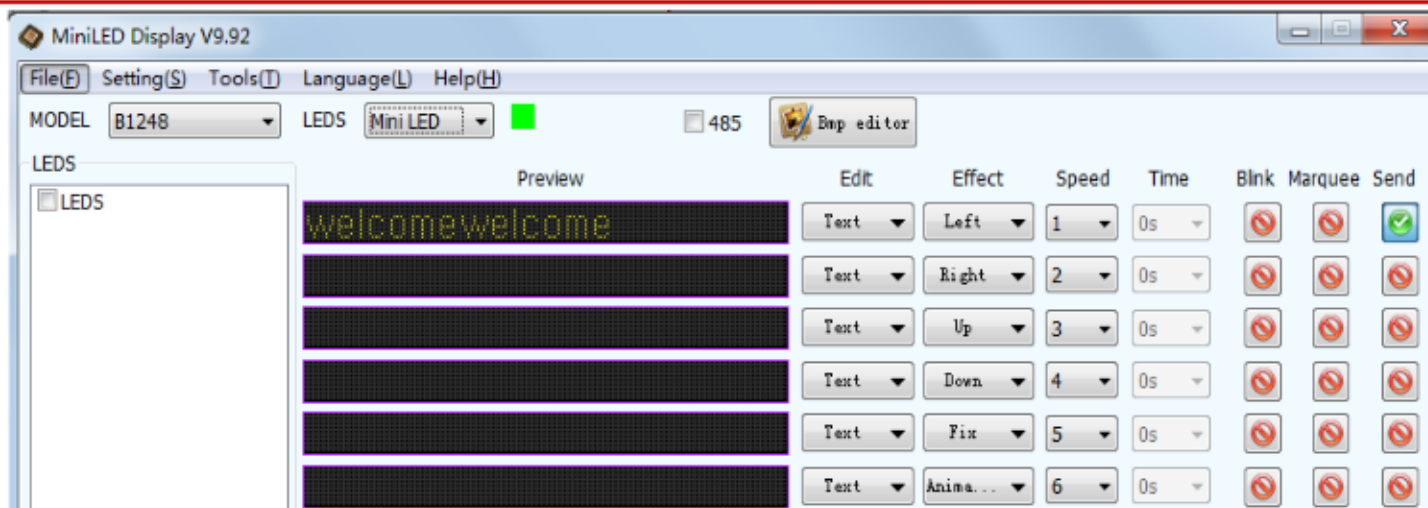 MiniLED Display V9.92
File(F) Setting(S) Tools(T) Language(L) Help(H)
MODEL B1248 LEDS Mini LED 485 Bmp editor
LEDS Preview Edit Effect Speed Time Blnk Marquee Send
LEDS
welcomewelcome Text Left 1 0s
Text Right 2 0s
Text Up 3 0s
Text Down 4 0s
Text Fix 5 0s
Text Anima... 6 0s